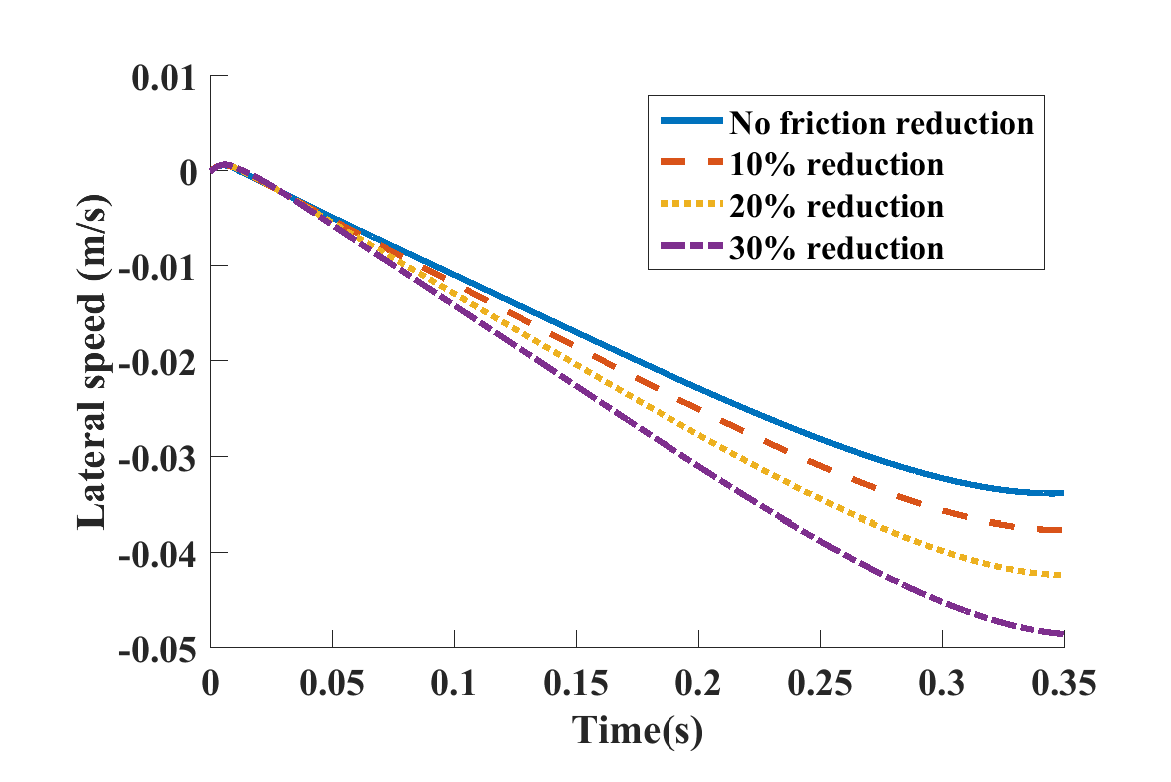 0.01
0
-0.01
-0.02
-0.03
-0.04
-0.05
Lateral speed (m/s)
No friction reduction
10% reduction
20% reduction
30% reduction
0 0.05 0.1 0.15 0.2 0.25 0.3 0.35
Time(s)